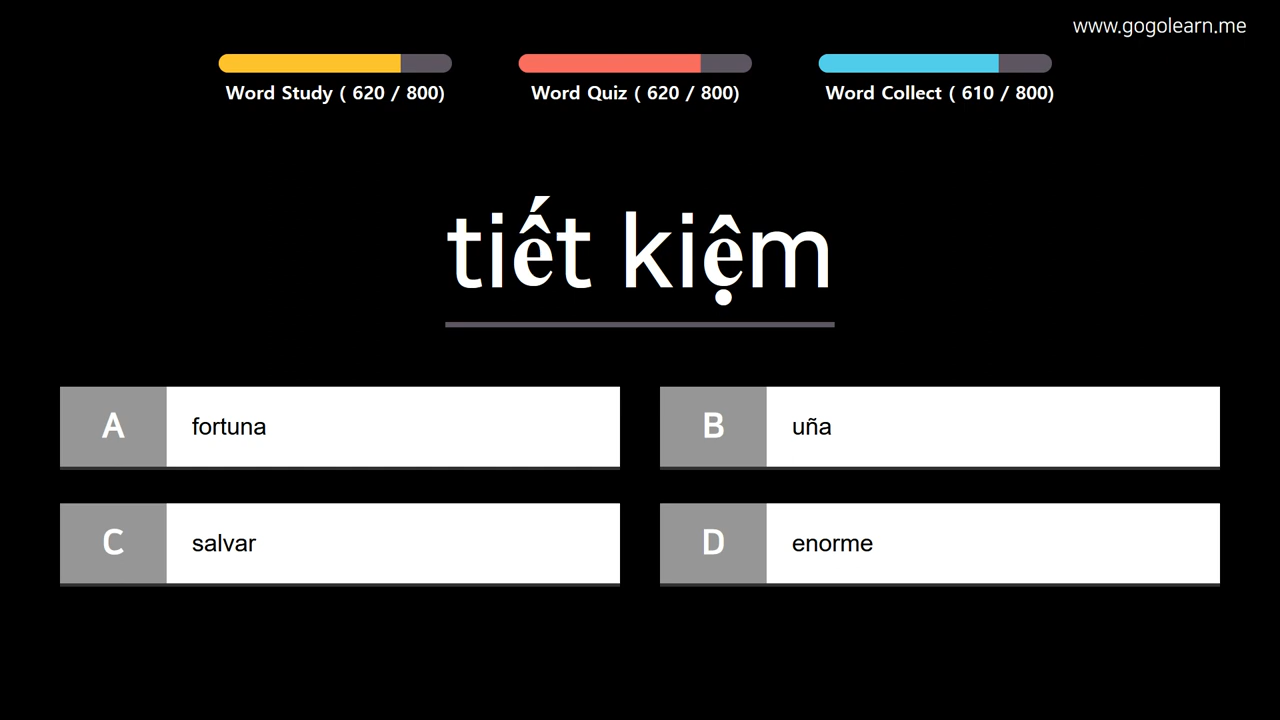 www.gogolearn.me
Word Study ( 620 / 800)
Word Quiz ( 620 / 800)
Word Collect ( 610 / 800)
tiết kiệm
A fortuna
B uña
C salvar
D enorme